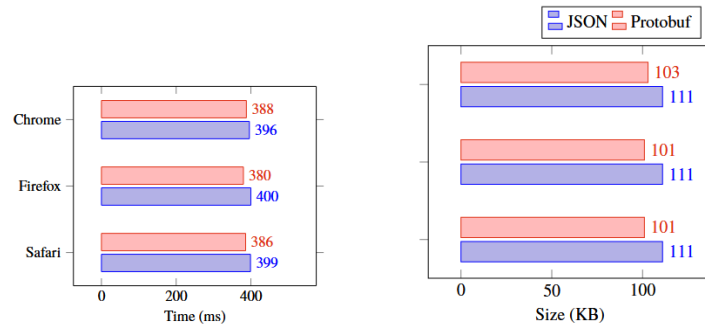 JSON Protobuf
Chrome
388
396
Firefox
380
400
Safari
386
399
0 200 400
Time (ms)
103
111
101
111
101
111
0 50 100
Size (KB)